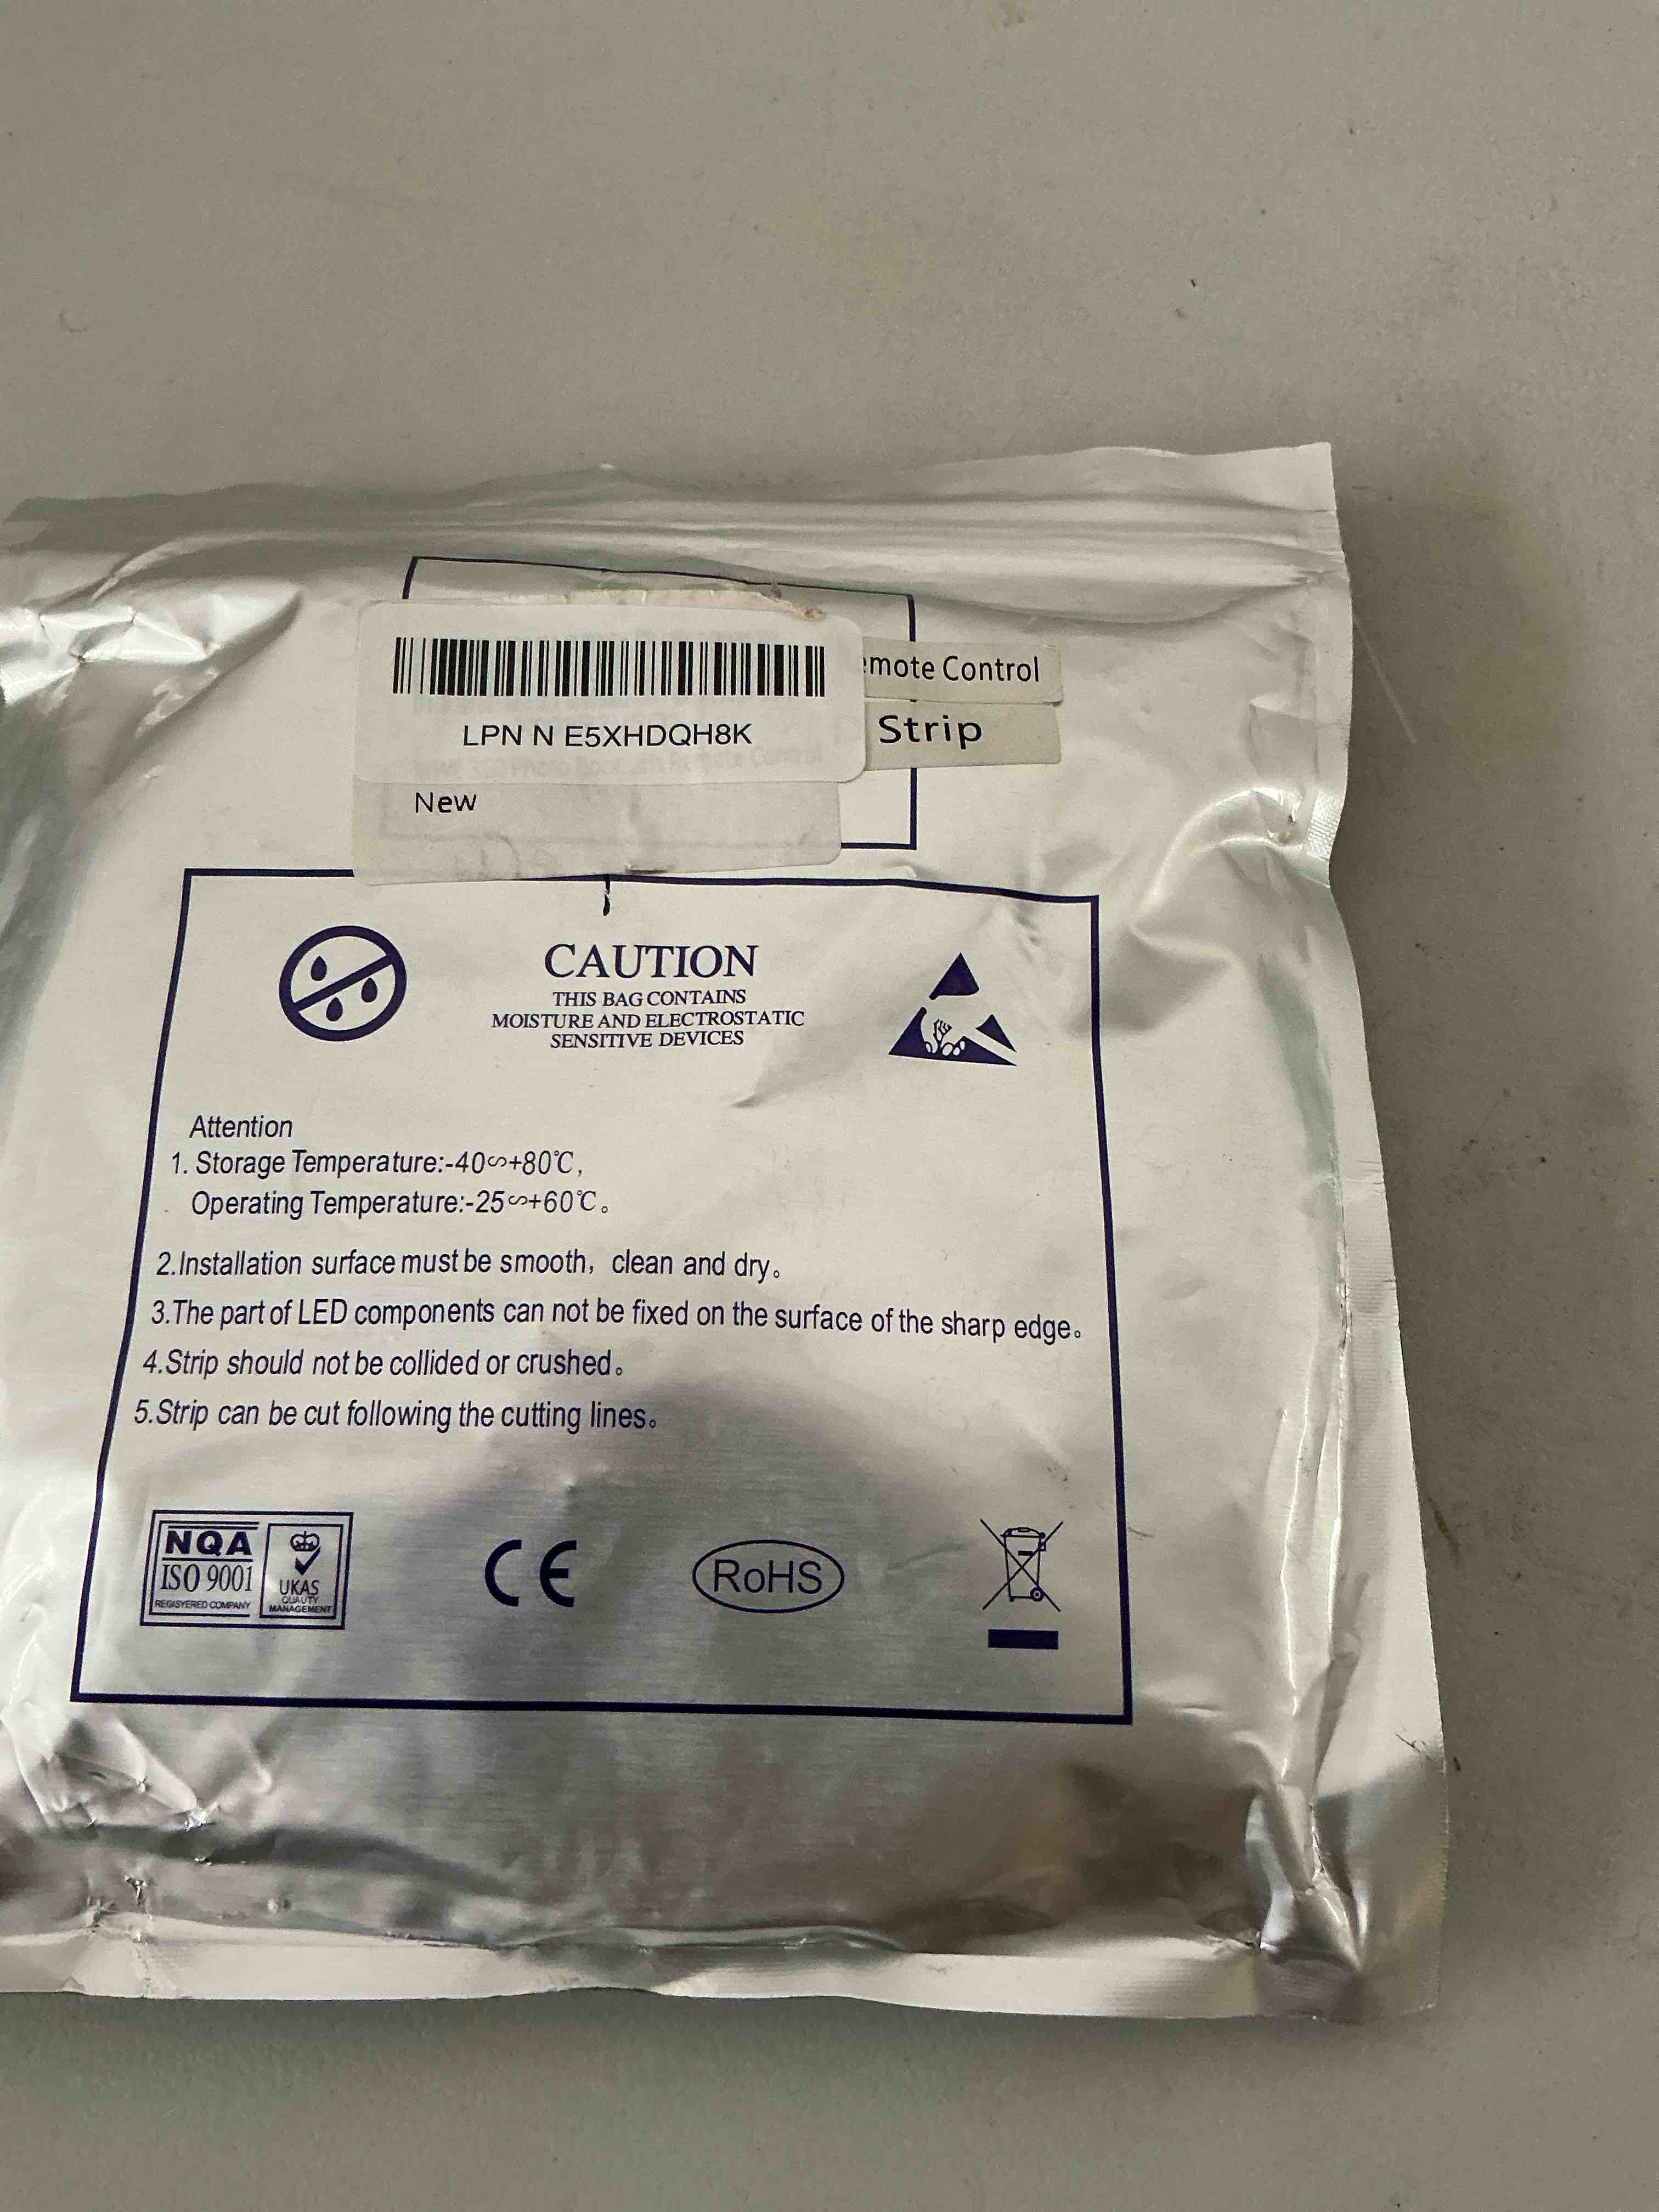 LPN N E5XHDQH8K
mote Control
Strip
New
CAUTION
THIS BAG CONTAINS
MOISTURE AND ELECTROSTATIC
SENSITIVE DEVICES
Attention
1. Storage Temperature:-40∽+80℃,
Operating Temperature:-25∽+60℃。
2.Installation surface must be smooth, clean and dry。
3.The part of LED components can not be fixed on the surface of the sharp edge。
4.Strip should not be collided or crushed。
5.Strip can be cut following the cutting lines。
NQA
ISO 9001
REGISYERED COMPANY
UKAS
QUAUTY
MANAGEMENT
CE
RoHS